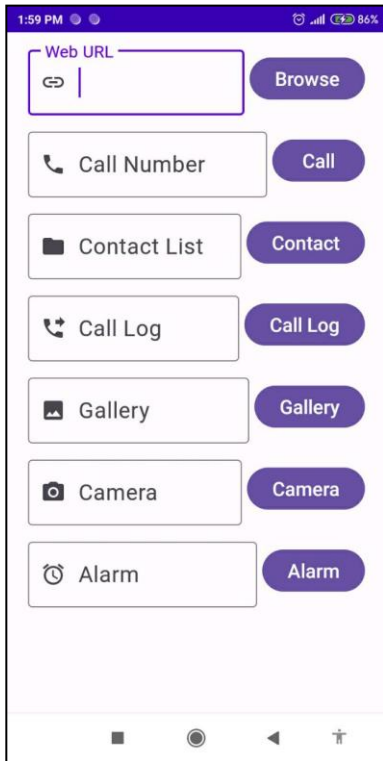 1:59 PM 86%
Web URL
Browse
Call Number Call
Contact List Contact
Call Log Call Log
Gallery Gallery
Camera Camera
Alarm Alarm